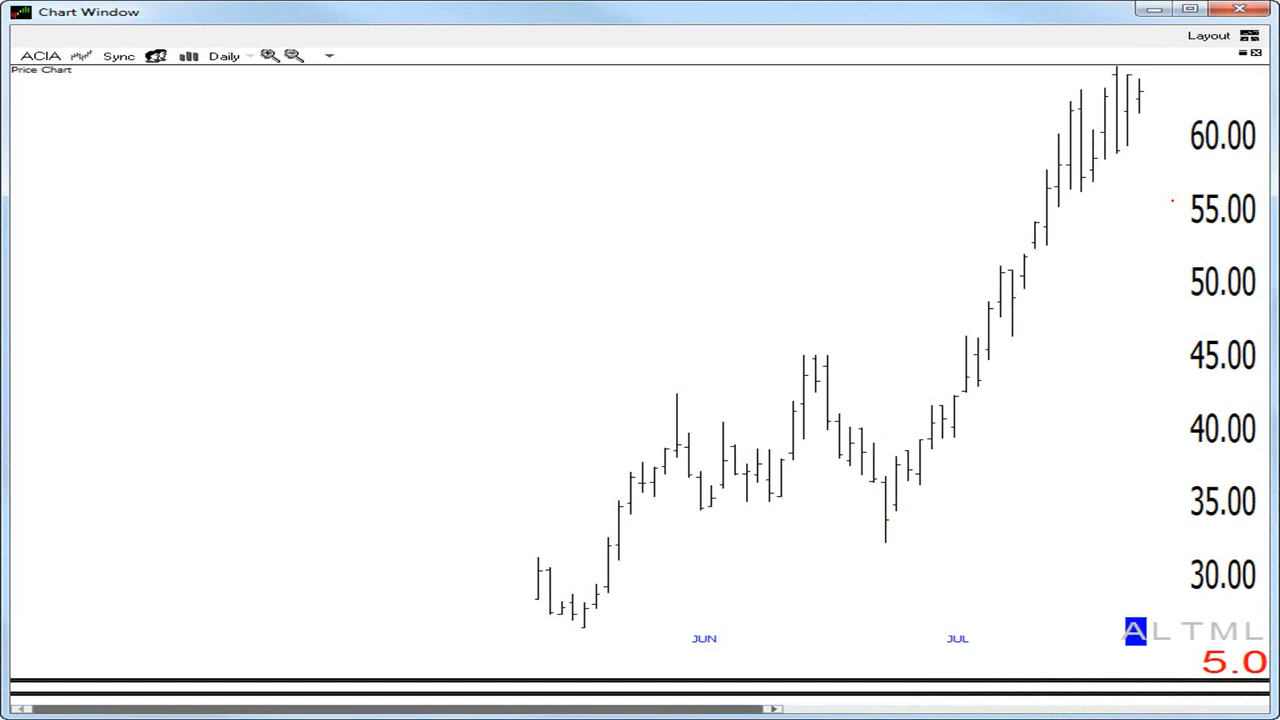 Chart Window
Layout
ACIA Sync Daily
Price Chart
60.00
55.00
50.00
45.00
40.00
35.00
30.00
A L T M L
JUN JUL
5.0